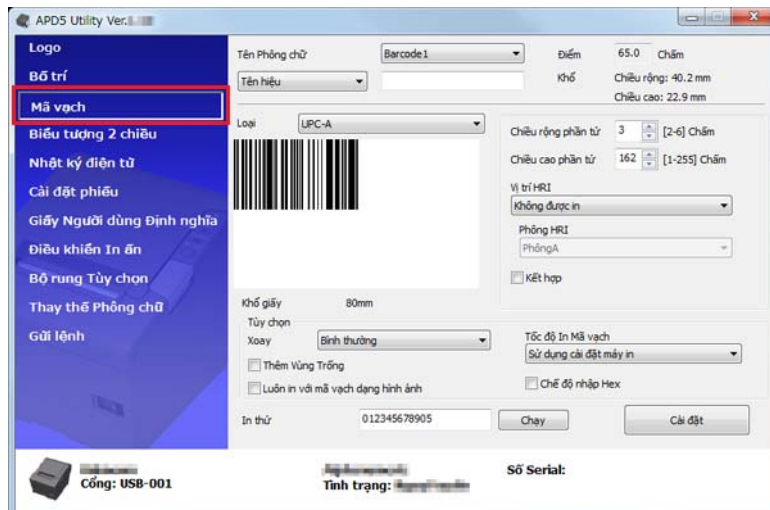 APD5 Utility Ver.
Logo
Bố trí
Mã vạch
Biểu tượng 2 chiều
Nhật ký điện tử
Cài đặt phiếu
Giấy Người dùng Định nghĩa
Điều khiển In ấn
Bộ rung Tùy chọn
Thay thế Phông chữ
Gửi lệnh
Tên Phông chữ Barcode1 Điểm 65.0 Chấm
Tên hiệu Khổ Chiều rộng: 40.2 mm
Chiều cao: 22.9 mm
Loại UPC-A
Chiều rộng phần tử 3 [2-6] Chấm
Chiều cao phần tử 162 [1-255] Chấm
Vị trí HRI
Không được in
Phông HRI
PhôngA
Kết hợp
Khổ giấy 80mm
Tùy chọn
Xoay Bình thường
Thêm Vùng Trống
Luôn in với mã vạch dạng hình ảnh
Tốc độ In Mã vạch
Sử dụng cài đặt máy in
Chế độ nhập Hex
In thử 012345678905 Chạy Cài đặt
Cổng: USB-001
Tình trạng:
Số Serial: